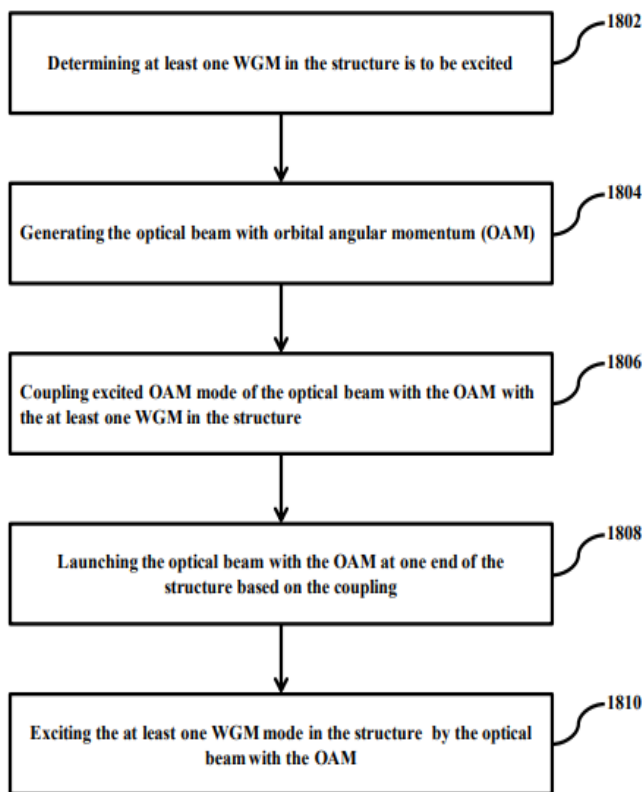 1802
Determining at least one WGM in the structure is to be excited
1804
Generating the optical beam with orbital angular momentum (OAM)
1806
Coupling excited OAM mode of the optical beam with the OAM with
the at least one WGM in the structure
1808
Launching the optical beam with the OAM at one end of the
structure based on the coupling
1810
Exciting the at least one WGM mode in the structure by the optical
beam with the OAM